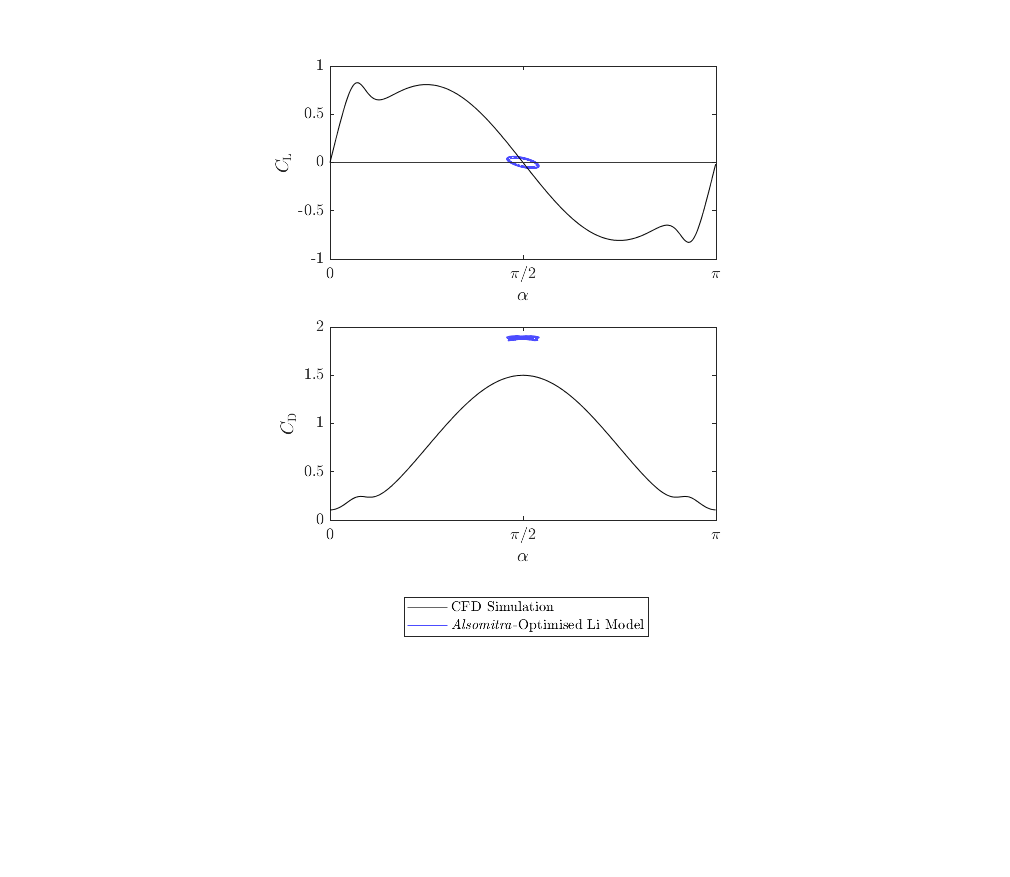 1
0.5
0
-0.5
-1
C_L
0 π/2 π
α
2
1.5
1
0.5
0
C_D
0 π/2 π
α
CFD Simulation
Alsomitra-Optimised Li Model